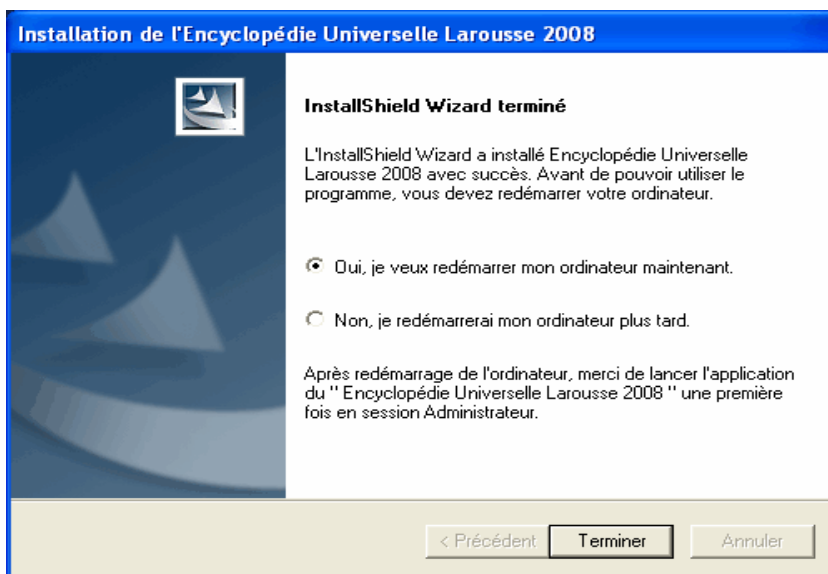 Installation de l'Encyclopédie Universelle Larousse 2008
InstallShield Wizard terminé
L'InstallShield Wizard a installé Encyclopédie Universelle
Larousse 2008 avec succès. Avant de pouvoir utiliser le
programme, vous devez redémarrer votre ordinateur.
Oui, je veux redémarrer mon ordinateur maintenant.
Non, je redémarrerai mon ordinateur plus tard.
Après redémarrage de l'ordinateur, merci de lancer l'application
du " Encyclopédie Universelle Larousse 2008 " une première
fois en session Administrateur.
< Précédent Terminer Annuler